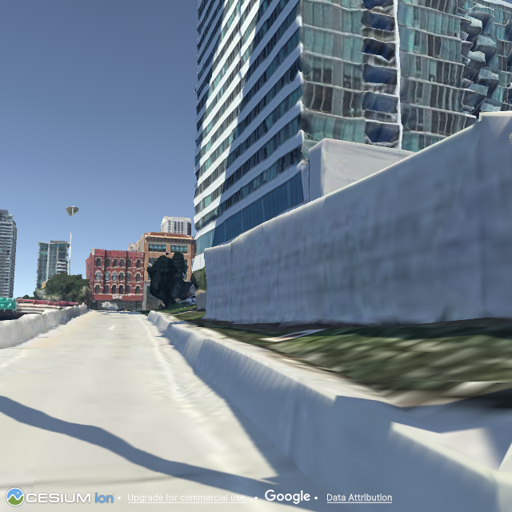 CESIUM ion • Upgrade for commercial use. • Google • Data Attribution